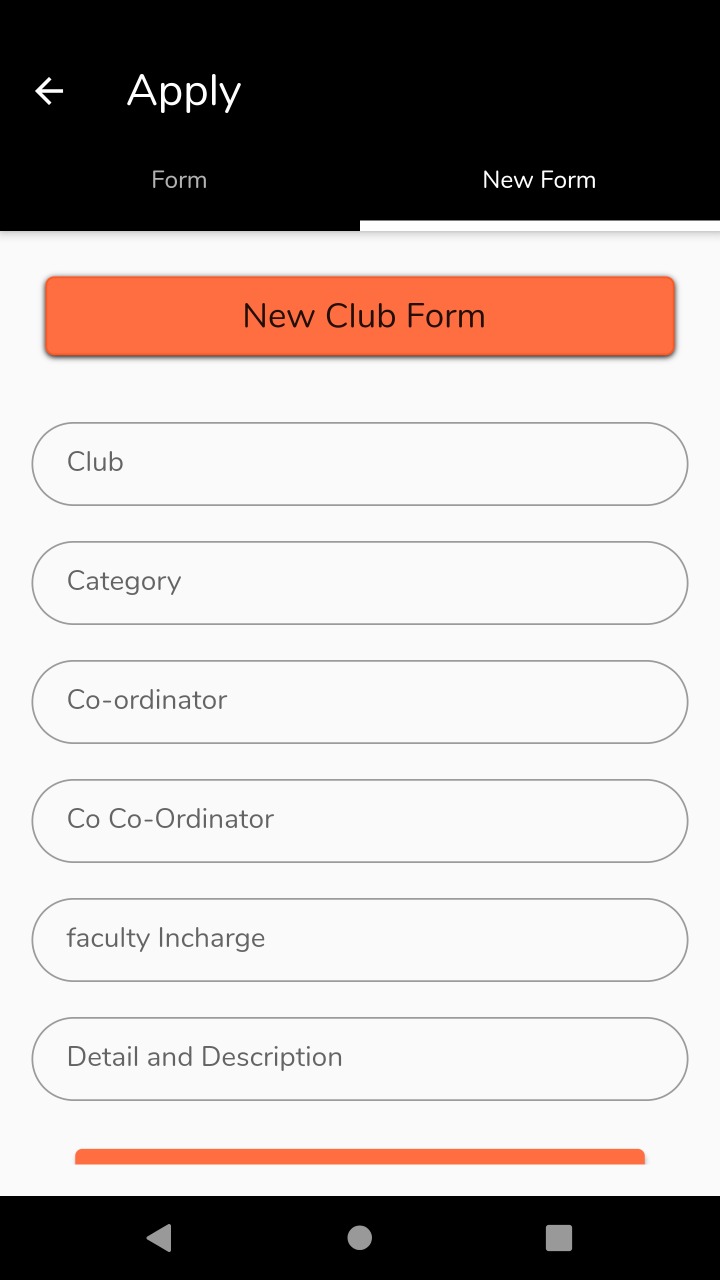 Apply
Form
New Form
New Club Form
Club
Category
Co-ordinator
Co Co-Ordinator
faculty Incharge
Detail and Description